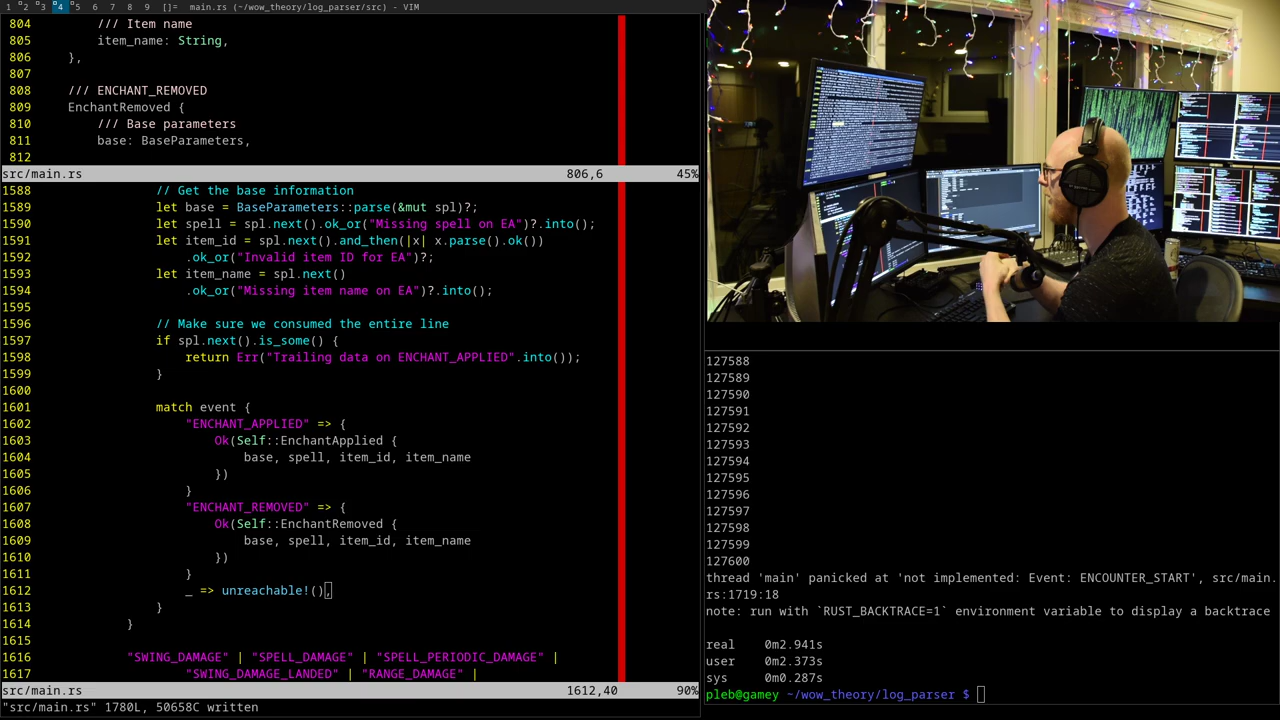 1 2 3 4 5 6 7 8 9 []= main.rs (~/wow_theory/log_parser/src) - VIM
804         /// Item name
805         item_name: String,
806     },
807
808     /// ENCHANT_REMOVED
809     EnchantRemoved {
810         /// Base parameters
811         base: BaseParameters,
812
src/main.rs 806,6 45%
1588                 // Get the base information
1589                 let base = BaseParameters::parse(&mut spl)?;
1590                 let spell = spl.next().ok_or("Missing spell on EA")?.into();
1591                 let item_id = spl.next().and_then(|x| x.parse().ok())
1592                     .ok_or("Invalid item ID for EA")?;
1593                 let item_name = spl.next()
1594                     .ok_or("Missing item name on EA")?.into();
1595
1596                 // Make sure we consumed the entire line
1597                 if spl.next().is_some() {
1598                     return Err("Trailing data on ENCHANT_APPLIED".into());
1599                 }
1600
1601                 match event {
1602                     "ENCHANT_APPLIED" => {
1603                         Ok(Self::EnchantApplied {
1604                             base, spell, item_id, item_name
1605                         })
1606                     }
1607                     "ENCHANT_REMOVED" => {
1608                         Ok(Self::EnchantRemoved {
1609                             base, spell, item_id, item_name
1610                         })
1611                     }
1612                     _ => unreachable!(),
1613                 }
1614             }
1615
1616             "SWING_DAMAGE" | "SPELL_DAMAGE" | "SPELL_PERIODIC_DAMAGE" |
1617                     "SWING_DAMAGE_LANDED" | "RANGE_DAMAGE" |
src/main.rs 1612,40 90%
"src/main.rs" 1780L, 50658C written
127588
127589
127590
127591
127592
127593
127594
127595
127596
127597
127598
127599
127600
thread 'main' panicked at 'not implemented: Event: ENCOUNTER_START', src/main.
rs:1719:18
note: run with `RUST_BACKTRACE=1` environment variable to display a backtrace

real    0m2.941s
user    0m2.373s
sys     0m0.287s
pleb@gamey ~/wow_theory/log_parser $